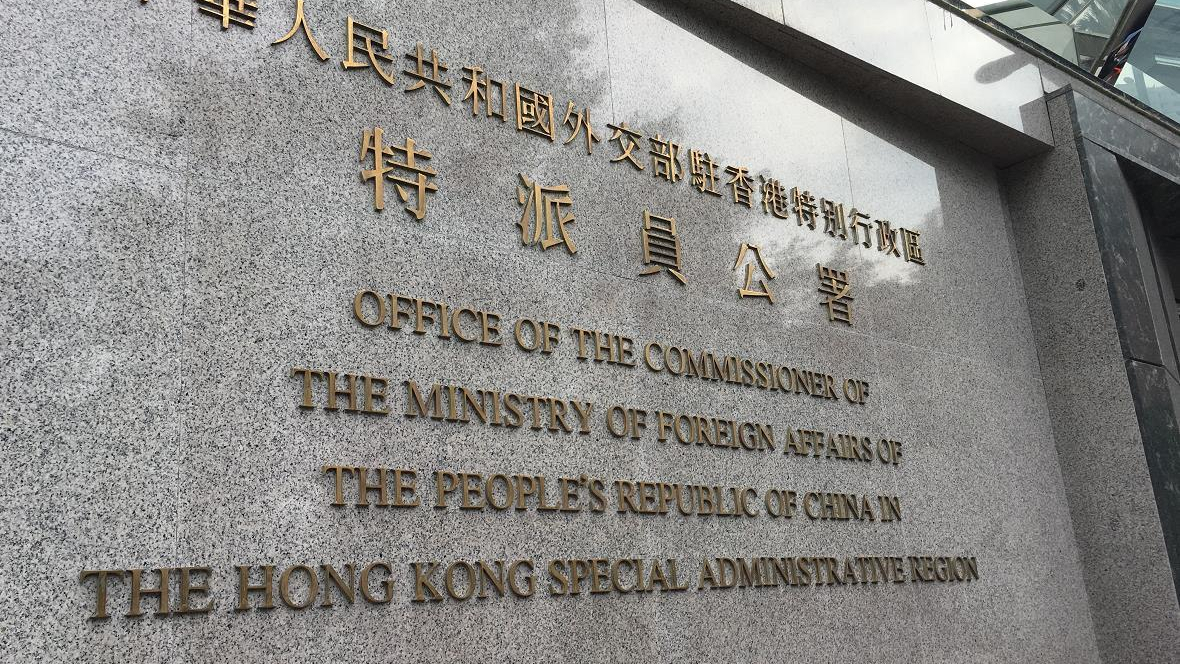 華人民共和國外交部駐香港特別行政區
特派員公署
OFFICE OF THE COMMISSIONER OF
THE MINISTRY OF FOREIGN AFFAIRS OF
THE PEOPLE'S REPUBLIC OF CHINA IN
THE HONG KONG SPECIAL ADMINISTRATIVE REGION